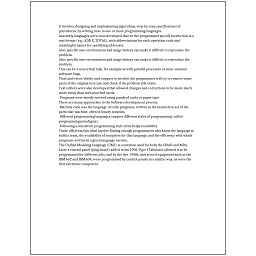 It involves designing and implementing algorithms, step-by-step specifications of
procedures, by writing code in one or more programming languages.
Assembly languages were soon developed that let the programmer specify instruction in a
text format (e.g., ADD X, TOTAL), with abbreviations for each operation code and
meaningful names for specifying addresses.
Also, specific user environment and usage history can make it difficult to reproduce the
problem.
Also, specific user environment and usage history can make it difficult to reproduce the
problem.
This can be a non-trivial task, for example as with parallel processes or some unusual
software bugs.
Trial-and-error/divide-and-conquer is needed: the programmer will try to remove some
parts of the original test case and check if the problem still exists.
Text editors were also developed that allowed changes and corrections to be made much
more easily than with punched cards.
Programs were mostly entered using punched cards or paper tape.
There are many approaches to the Software development process.
Machine code was the language of early programs, written in the instruction set of the
particular machine, often in binary notation.
Different programming languages support different styles of programming (called
programming paradigms).
Following a consistent programming style often helps readability.
Trade-offs from this ideal involve finding enough programmers who know the language to
build a team, the availability of compilers for that language, and the efficiency with which
programs written in a given language execute.
The Unified Modeling Language (UML) is a notation used for both the OOAD and MDA.
Later a control panel (plug board) added to his 1906 Type I Tabulator allowed it to be
programmed for different jobs, and by the late 1940s, unit record equipment such as the
IBM 602 and IBM 604, were programmed by control panels in a similar way, as were the
first electronic computers.